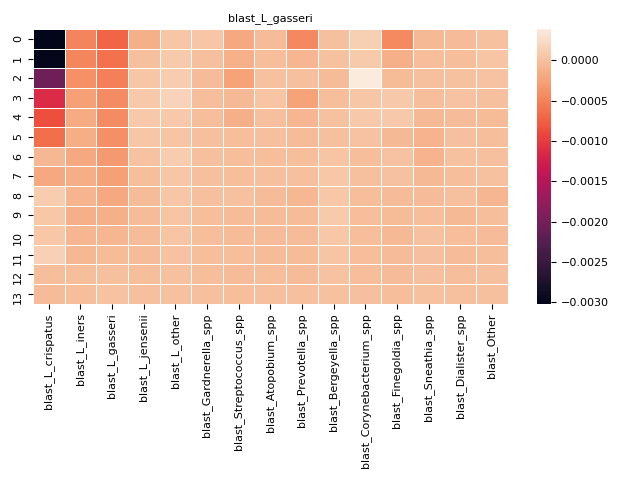 blast_L_gasseri
0
1
2
3
4
5
6
7
8
9
10
11
12
13
blast_L_crispatus
blast_L_iners
blast_L_gasseri
blast_L_jensenii
blast_L_other
blast_Gardnerella_spp
blast_Streptococcus_spp
blast_Atopobium_spp
blast_Prevotella_spp
blast_Bergeyella_spp
blast_Corynebacterium_spp
blast_Finegoldia_spp
blast_Sneathia_spp
blast_Dialister_spp
blast_Other
0.0000
−0.0005
−0.0010
−0.0015
−0.0020
−0.0025
−0.0030